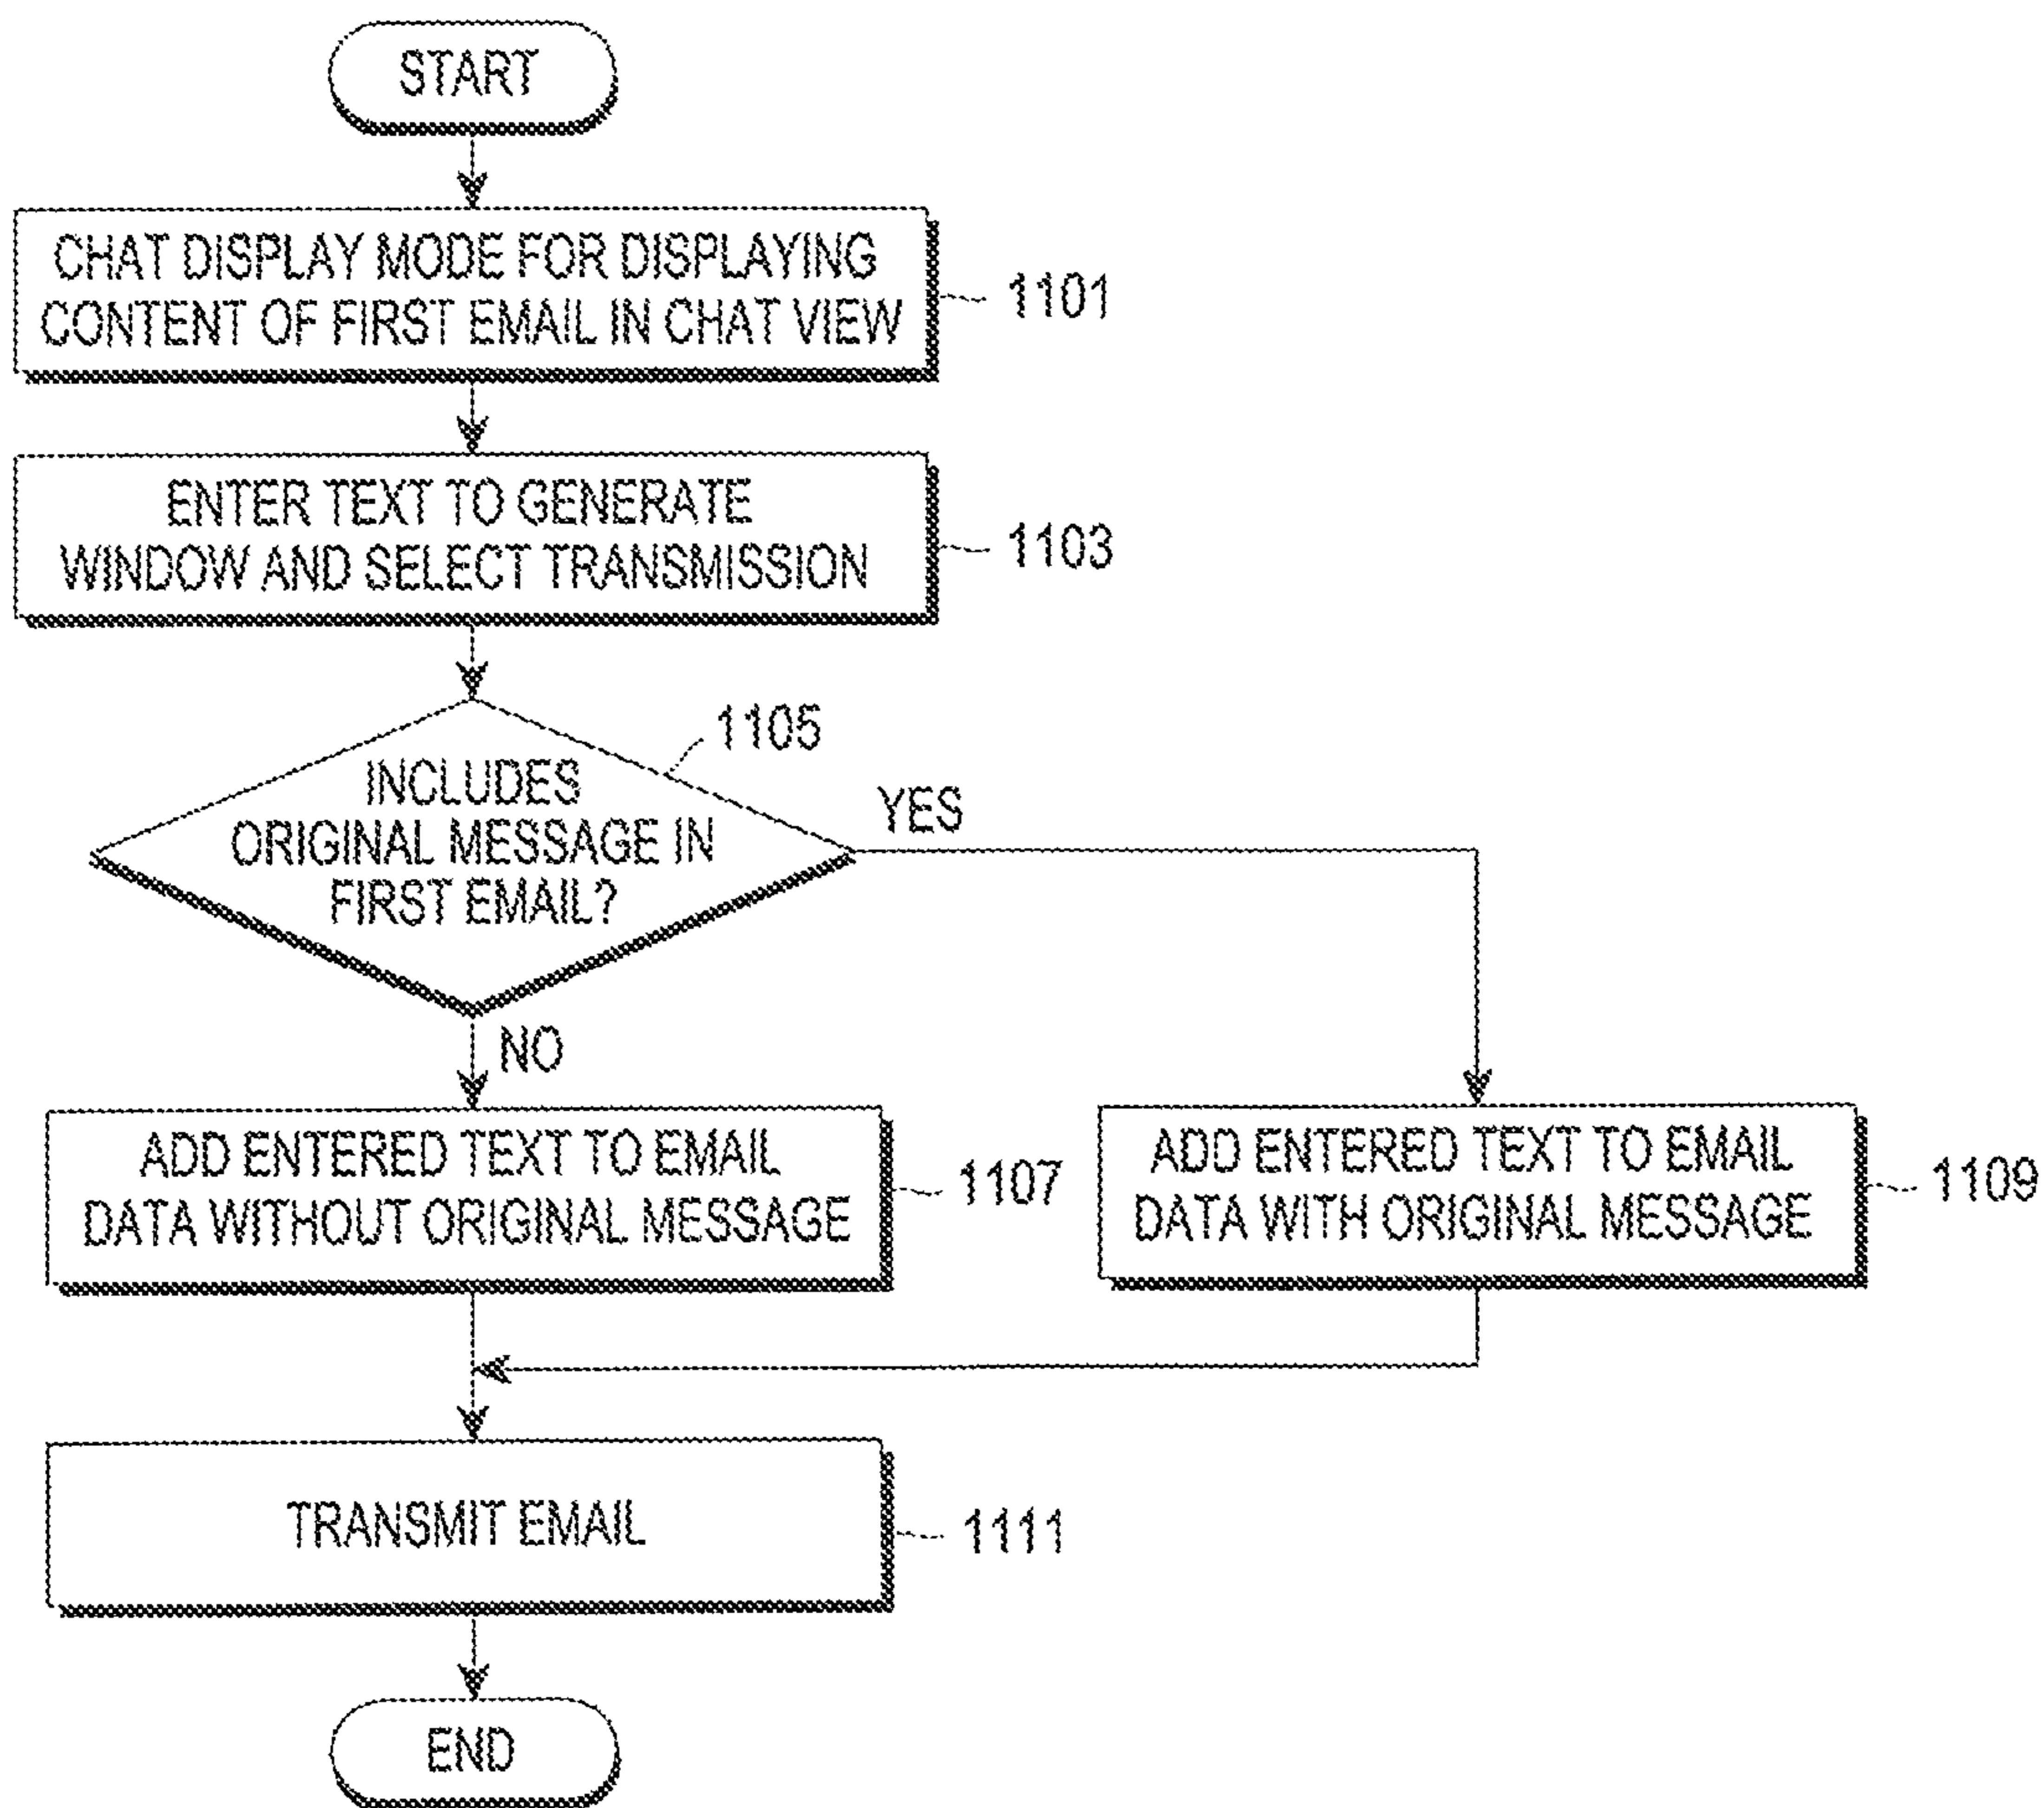 START
CHAT DISPLAY MODE FOR DISPLAYING
CONTENT OF FIRST EMAIL IN CHAT VIEW
1101
ENTER TEXT TO GENERATE
WINDOW AND SELECT TRANSMISSION
1103
1105
INCLUDES
ORIGINAL MESSAGE IN
FIRST EMAIL?
YES
NO
ADD ENTERED TEXT TO EMAIL
DATA WITHOUT ORIGINAL MESSAGE
1107
ADD ENTERED TEXT TO EMAIL
DATA WITH ORIGINAL MESSAGE
1109
TRANSMIT EMAIL
1111
END